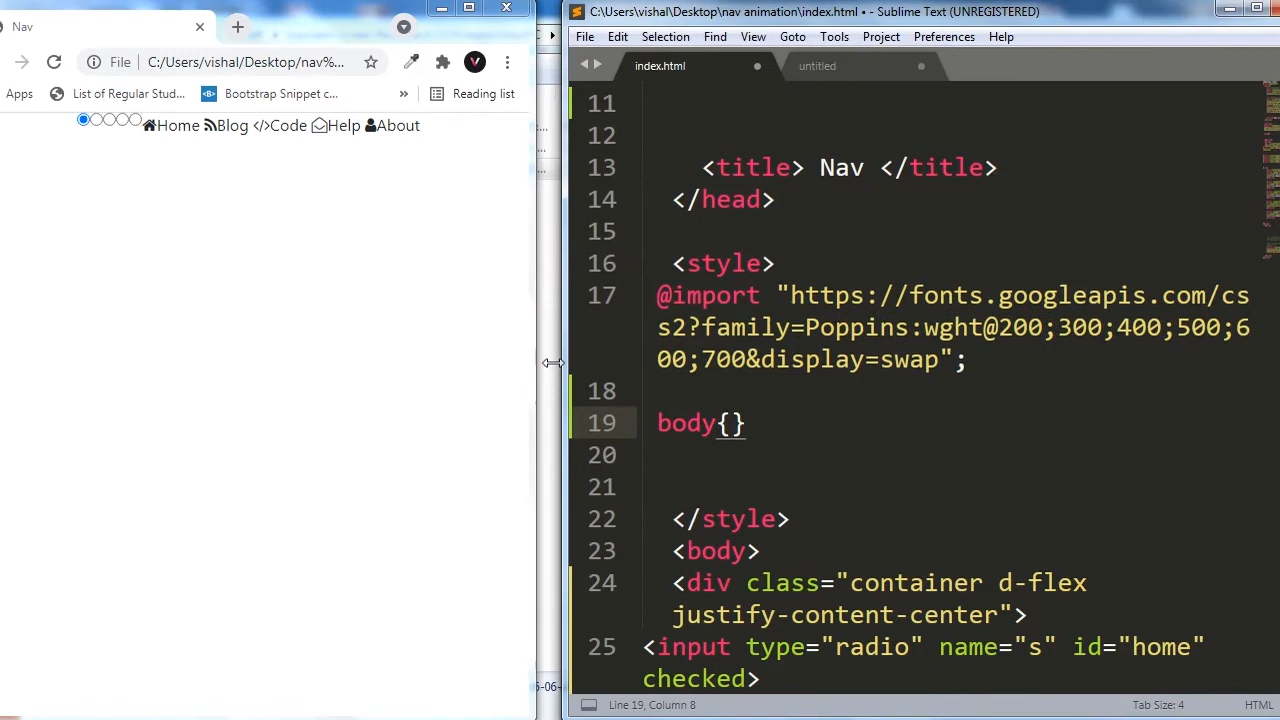 Nav
C:\Users\vishal\Desktop\nav animation\index.html • - Sublime Text (UNREGISTERED)
File Edit Selection Find View Goto Tools Project Preferences Help
File C:/Users/vishal/Desktop/nav%...
index.html
untitled
Apps List of Regular Stud... Bootstrap Snippet c... » Reading list
Home Blog </>Code Help About
11
12
13 <title> Nav </title>
14 </head>
15
16 <style>
17 @import "https://fonts.googleapis.com/cs
s2?family=Poppins:wght@200;300;400;500;6
00;700&display=swap";
18
19 body{}
20
21
22 </style>
23 <body>
24 <div class="container d-flex
justify-content-center">
25 <input type="radio" name="s" id="home"
checked>
Line 19, Column 8
Tab Size: 4
HTML